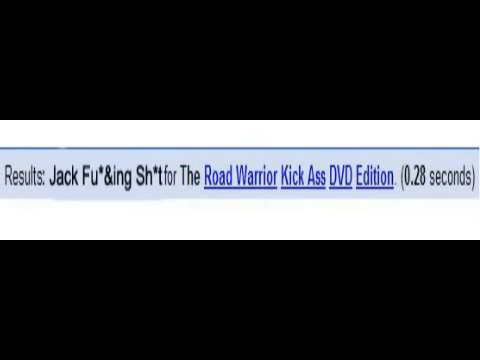 Results: Jack Fu*&ing Sh*t for The Road Warrior Kick Ass DVD Edition. (0.28 seconds)